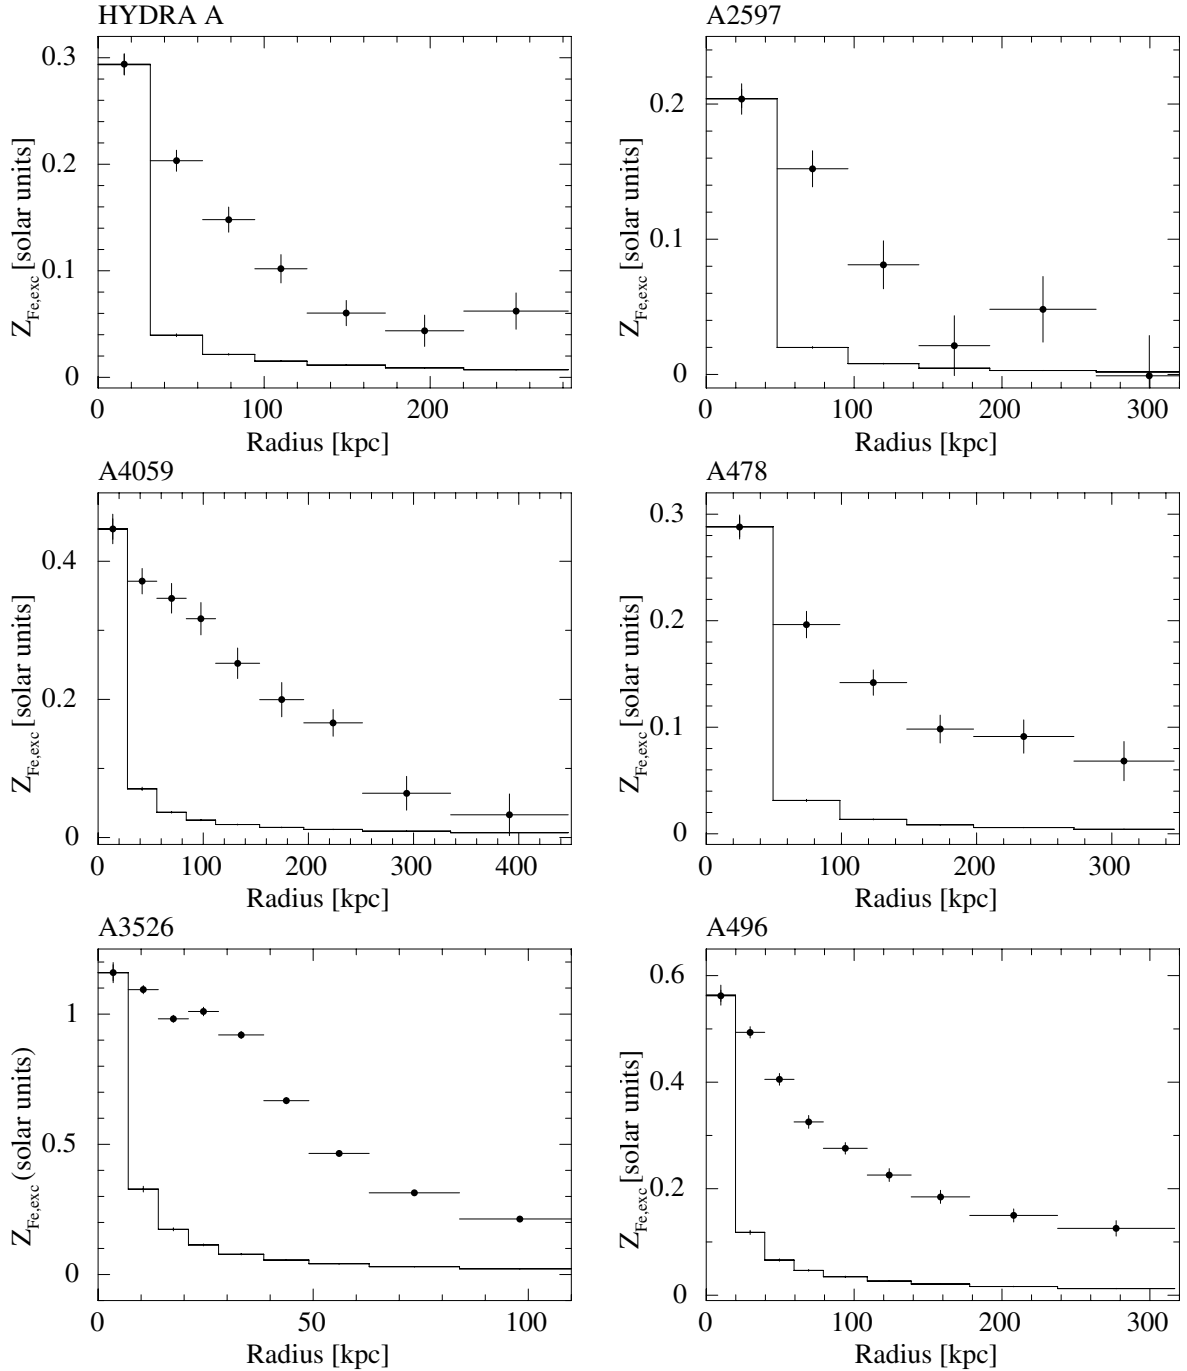 HYDRA A
0.3
0.2
0.1
0
Z_Fe,exc [solar units]
0 100 200
Radius [kpc]
A2597
0.2
0.1
0
Z_Fe,exc [solar units]
0 100 200 300
Radius [kpc]
A4059
0.4
0.2
0
Z_Fe,exc [solar units]
0 100 200 300 400
Radius [kpc]
A478
0.3
0.2
0.1
0
Z_Fe,exc [solar units]
0 100 200 300
Radius [kpc]
A3526
1
0.5
0
Z_Fe,exc (solar units)
0 50 100
Radius [kpc]
A496
0.6
0.4
0.2
0
Z_Fe,exc [solar units]
0 100 200 300
Radius [kpc]